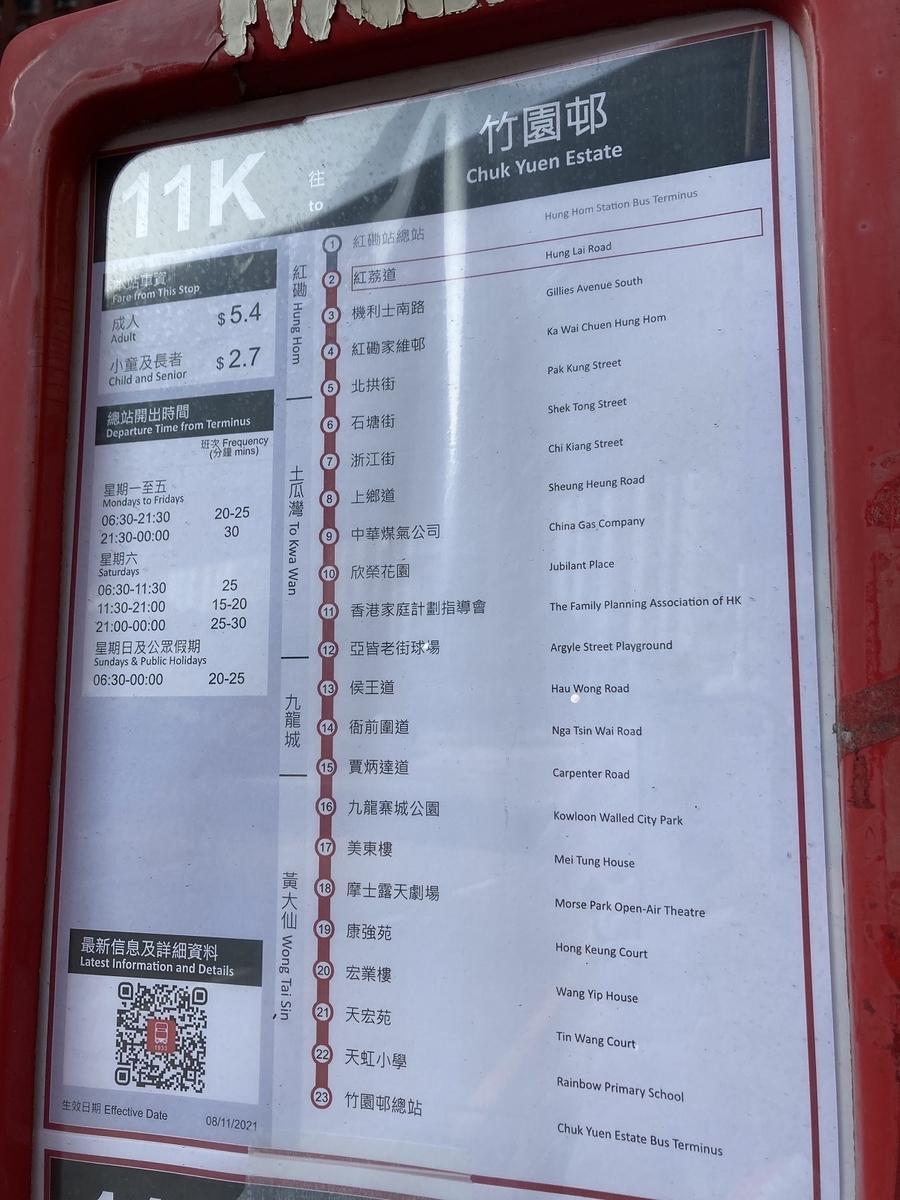 11K
往
to
竹園邨
Chuk Yuen Estate
本站車資
Fare from This Stop
成人
Adult
$ 5.4
小童及長者
Child and Senior
$ 2.7
總站開出時間
Departure Time from Terminus
班次 Frequency
(分鐘 mins)
星期一至五
Mondays to Fridays
06:30-21:30 20-25
21:30-00:00 30
星期六
Saturdays
06:30-11:30 25
11:30-21:00 15-20
21:00-00:00 25-30
星期日及公眾假期
Sundays & Public Holidays
06:30-00:00 20-25
最新信息及詳細資料
Latest Information and Details
1933
生效日期 Effective Date 08/11/2021
紅磡 Hung Hom
土瓜灣 To Kwa Wan
九龍城
黃大仙 Wong Tai Sin
1 紅磡站總站 Hung Hom Station Bus Terminus
2 紅荔道 Hung Lai Road
3 機利士南路 Gillies Avenue South
4 紅磡家維邨 Ka Wai Chuen Hung Hom
5 北拱街 Pak Kung Street
6 石塘街 Shek Tong Street
7 浙江街 Chi Kiang Street
8 上鄉道 Sheung Heung Road
9 中華煤氣公司 China Gas Company
10 欣榮花園 Jubilant Place
11 香港家庭計劃指導會 The Family Planning Association of HK
12 亞皆老街球場 Argyle Street Playground
13 侯王道 Hau Wong Road
14 衙前圍道 Nga Tsin Wai Road
15 賈炳達道 Carpenter Road
16 九龍寨城公園 Kowloon Walled City Park
17 美東樓 Mei Tung House
18 摩士露天劇場 Morse Park Open-Air Theatre
19 康強苑 Hong Keung Court
20 宏業樓 Wang Yip House
21 天宏苑 Tin Wang Court
22 天虹小學 Rainbow Primary School
23 竹園邨總站 Chuk Yuen Estate Bus Terminus